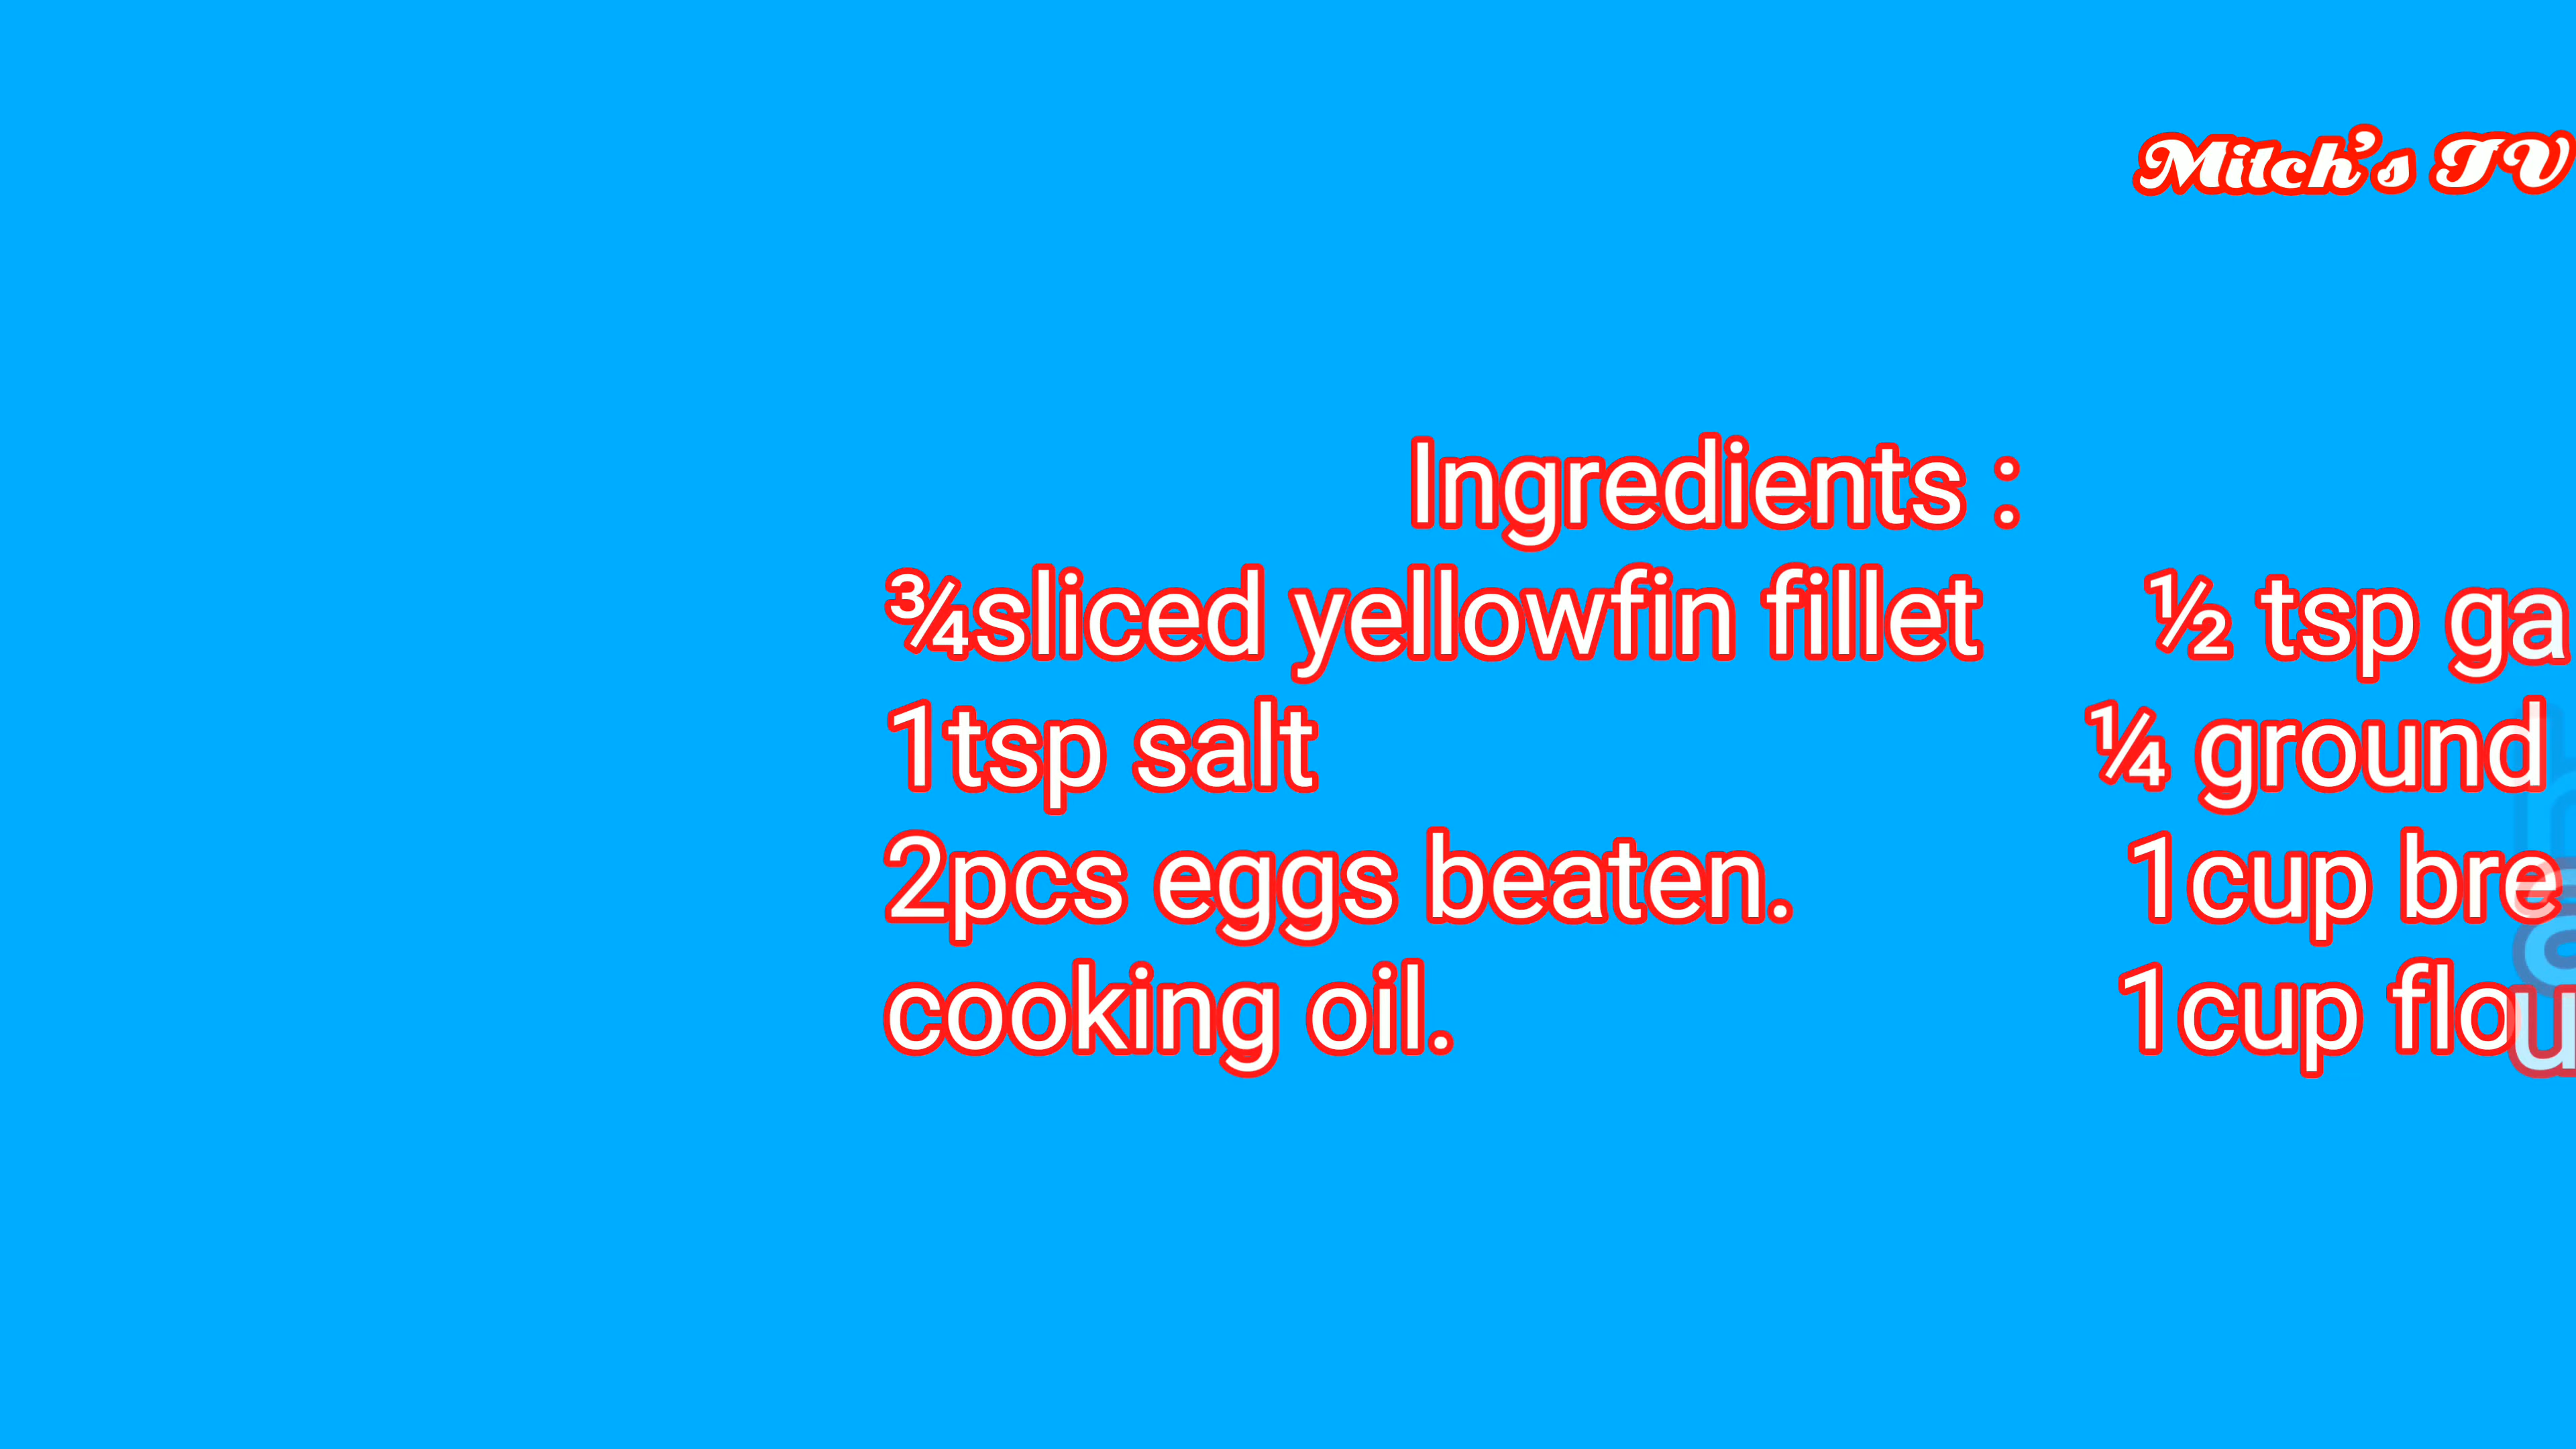 Mitch's TV
Ingredients :
¾sliced yellowfin fillet ½ tsp ga
1tsp salt ¼ ground
2pcs eggs beaten. 1cup bre
cooking oil. 1cup flou